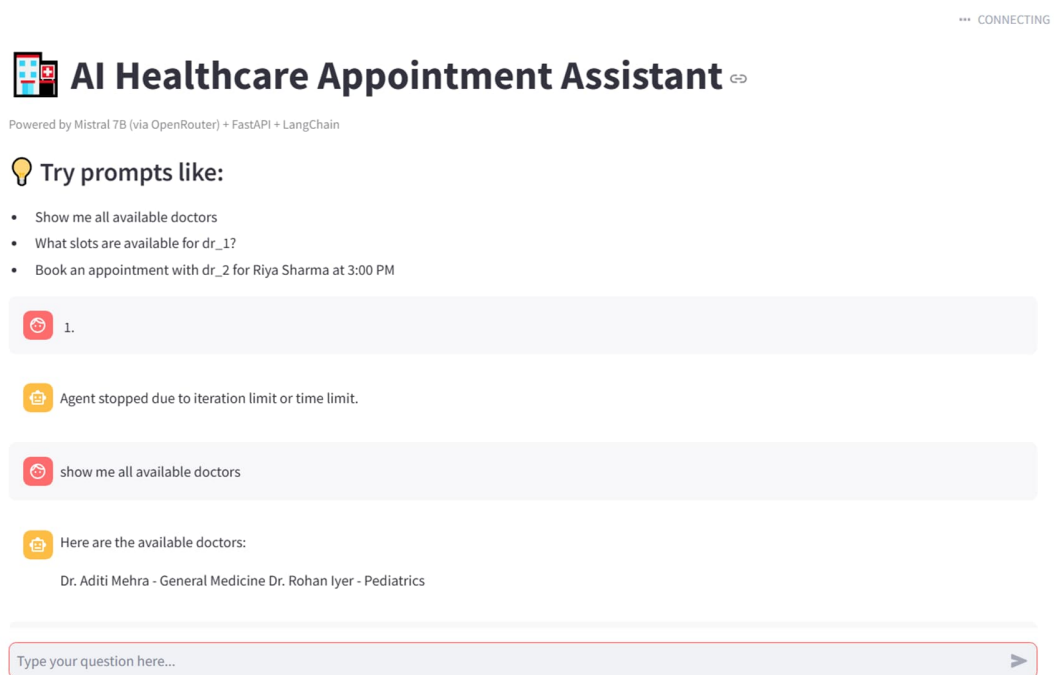 ••• CONNECTING
AI Healthcare Appointment Assistant
Powered by Mistral 7B (via OpenRouter) + FastAPI + LangChain
Try prompts like:
• Show me all available doctors
• What slots are available for dr_1?
• Book an appointment with dr_2 for Riya Sharma at 3:00 PM
1.
Agent stopped due to iteration limit or time limit.
show me all available doctors
Here are the available doctors:
Dr. Aditi Mehra - General Medicine Dr. Rohan Iyer - Pediatrics
Type your question here...